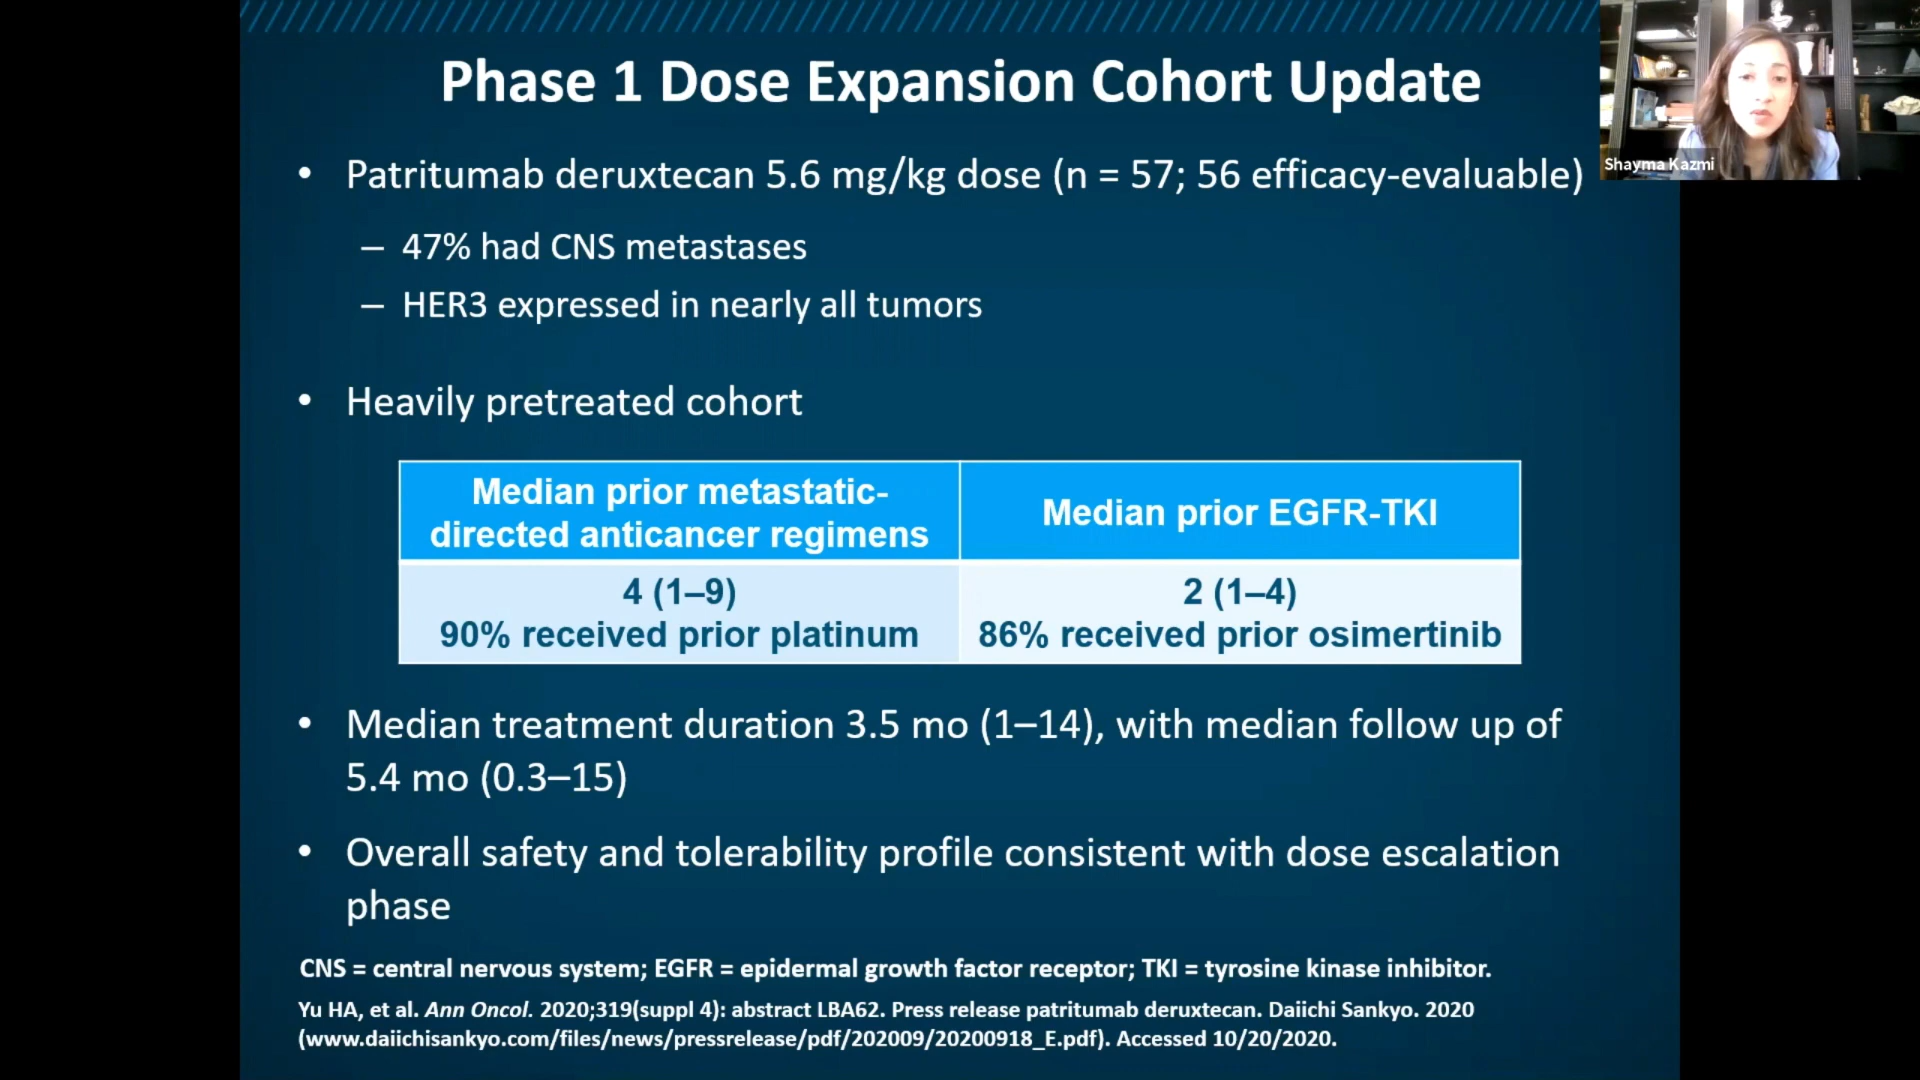 Phase 1 Dose Expansion Cohort Update
Shayma Kazmi
• Patritumab deruxtecan 5.6 mg/kg dose (n = 57; 56 efficacy-evaluable)
– 47% had CNS metastases
– HER3 expressed in nearly all tumors
• Heavily pretreated cohort
Median prior metastatic-
directed anticancer regimens
Median prior EGFR-TKI
4 (1–9)
90% received prior platinum
2 (1–4)
86% received prior osimertinib
• Median treatment duration 3.5 mo (1–14), with median follow up of
5.4 mo (0.3–15)
• Overall safety and tolerability profile consistent with dose escalation
phase
CNS = central nervous system; EGFR = epidermal growth factor receptor; TKI = tyrosine kinase inhibitor.
Yu HA, et al. Ann Oncol. 2020;319(suppl 4): abstract LBA62. Press release patritumab deruxtecan. Daiichi Sankyo. 2020
(www.daiichisankyo.com/files/news/pressrelease/pdf/202009/20200918_E.pdf). Accessed 10/20/2020.